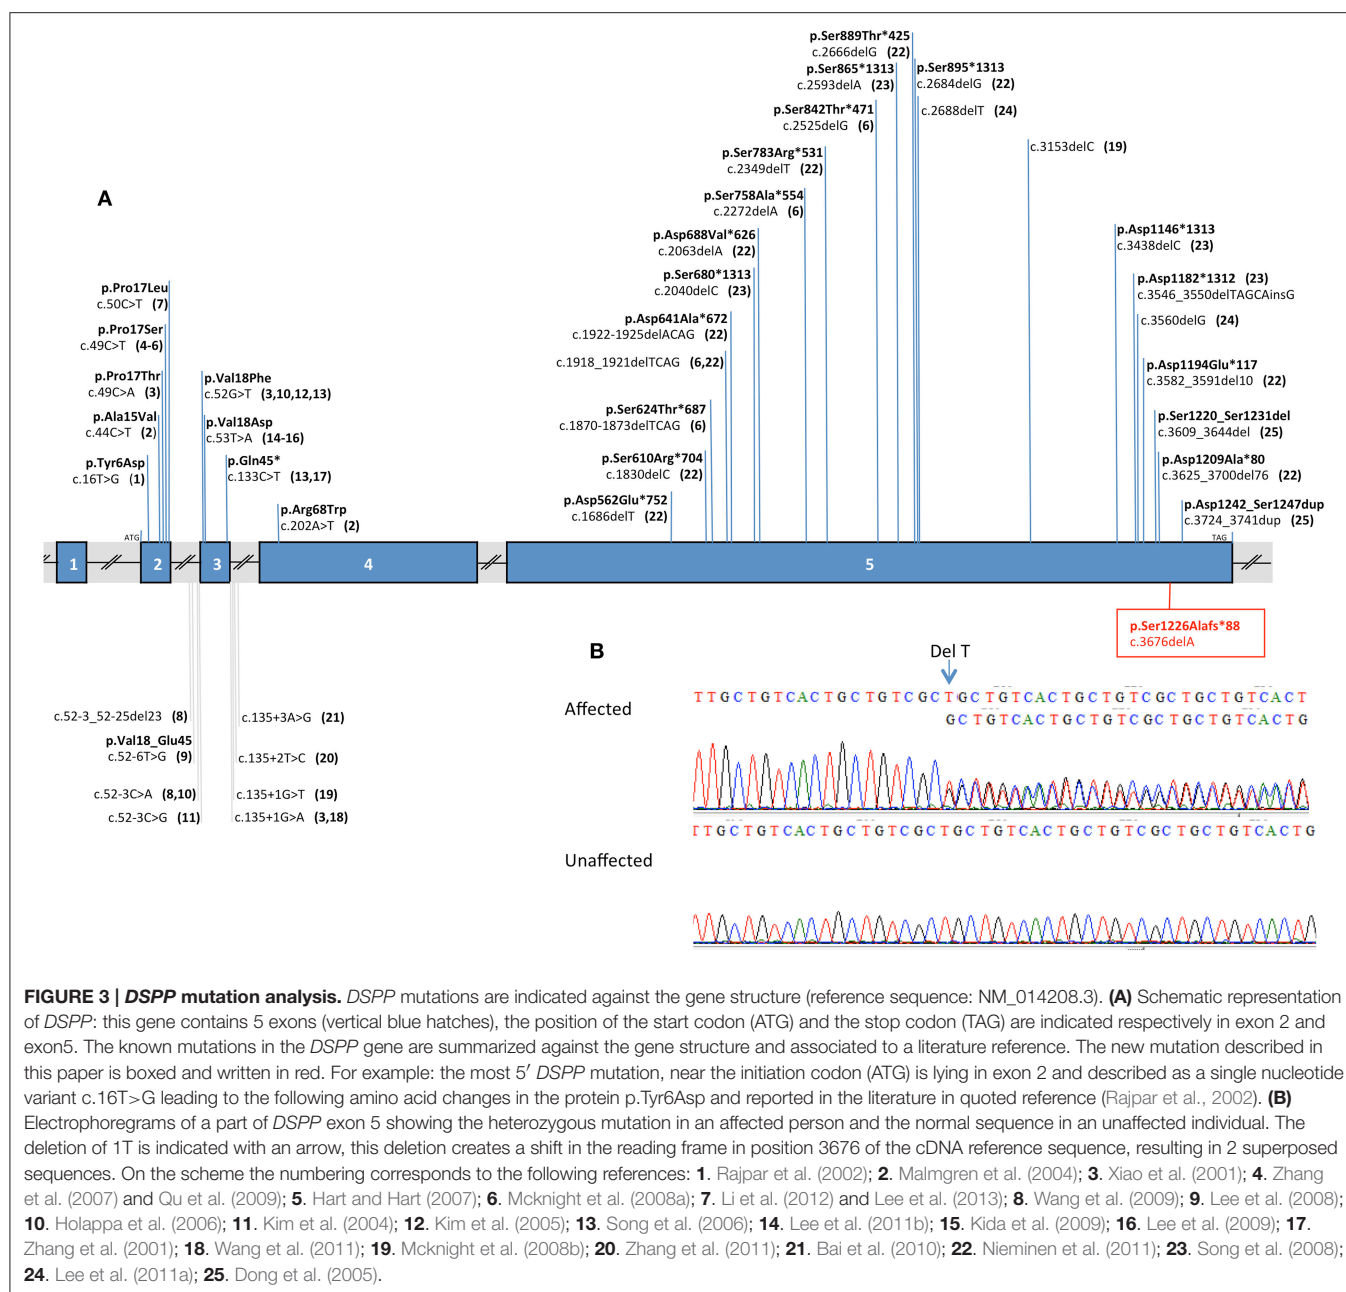 A
p.Ser889Thr*425
c.2666delG (22)
p.Ser865*1313
c.2593delA (23)
p.Ser895*1313
c.2684delG (22)
p.Ser842Thr*471
c.2525delG (6)
c.2688delT (24)
p.Ser783Arg*531
c.2349delT (22)
c.3153delC (19)
p.Ser758Ala*554
c.2272delA (6)
p.Asp688Val*626
c.2063delA (22)
p.Asp1146*1313
c.3438delC (23)
p.Ser680*1313
c.2040delC (23)
p.Asp1182*1312 (23)
c.3546_3550delTAGCAinsG
p.Asp641Ala*672
c.1922-1925delACAG (22)
c.3560delG (24)
c.1918_1921delTCAG (6,22)
p.Asp1194Glu*117
c.3582_3591del10 (22)
p.Ser624Thr*687
c.1870-1873delTCAG (6)
p.Ser1220_Ser1231del
c.3609_3644del (25)
p.Ser610Arg*704
c.1830delC (22)
p.Asp1209Ala*80
c.3625_3700del76 (22)
p.Asp562Glu*752
c.1686delT (22)
p.Asp1242_Ser1247dup
c.3724_3741dup (25)
p.Pro17Leu
c.50C>T (7)
p.Pro17Ser
c.49C>T (4-6)
p.Pro17Thr
c.49C>A (3)
p.Ala15Val
c.44C>T (2)
p.Tyr6Asp
c.16T>G (1)
p.Val18Phe
c.52G>T (3,10,12,13)
p.Val18Asp
c.53T>A (14-16)
p.Gln45*
c.133C>T (13,17)
p.Arg68Trp
c.202A>T (2)
ATG
TAG
1 2 3 4 5
p.Ser1226Alafs*88
c.3676delA
c.52-3_52-25del23 (8)
p.Val18_Glu45
c.52-6T>G (9)
c.52-3C>A (8,10)
c.52-3C>G (11)
c.135+3A>G (21)
c.135+2T>C (20)
c.135+1G>T (19)
c.135+1G>A (3,18)
B
Del T
Affected
TTGCTGTCACTGCTGTCGCTGCTGTCACTGCTGTCGCTGCTGTCACT
GCTGTCACTGCTGTCGCTGCTGTCACTG
TTGCTGTCACTGCTGTCGCTGCTGTCACTGCTGTCGCTGCTGTCACTG
Unaffected
FIGURE 3 | DSPP mutation analysis. DSPP mutations are indicated against the gene structure (reference sequence: NM_014208.3). (A) Schematic representation
of DSPP: this gene contains 5 exons (vertical blue hatches), the position of the start codon (ATG) and the stop codon (TAG) are indicated respectively in exon 2 and
exon5. The known mutations in the DSPP gene are summarized against the gene structure and associated to a literature reference. The new mutation described in
this paper is boxed and written in red. For example: the most 5′ DSPP mutation, near the initiation codon (ATG) is lying in exon 2 and described as a single nucleotide
variant c.16T>G leading to the following amino acid changes in the protein p.Tyr6Asp and reported in the literature in quoted reference (Rajpar et al., 2002). (B)
Electrophoregrams of a part of DSPP exon 5 showing the heterozygous mutation in an affected person and the normal sequence in an unaffected individual. The
deletion of 1T is indicated with an arrow, this deletion creates a shift in the reading frame in position 3676 of the cDNA reference sequence, resulting in 2 superposed
sequences. On the scheme the numbering corresponds to the following references: 1. Rajpar et al. (2002); 2. Malmgren et al. (2004); 3. Xiao et al. (2001); 4. Zhang
et al. (2007) and Qu et al. (2009); 5. Hart and Hart (2007); 6. Mcknight et al. (2008a); 7. Li et al. (2012) and Lee et al. (2013); 8. Wang et al. (2009); 9. Lee et al. (2008);
10. Holappa et al. (2006); 11. Kim et al. (2004); 12. Kim et al. (2005); 13. Song et al. (2006); 14. Lee et al. (2011b); 15. Kida et al. (2009); 16. Lee et al. (2009); 17.
Zhang et al. (2001); 18. Wang et al. (2011); 19. Mcknight et al. (2008b); 20. Zhang et al. (2011); 21. Bai et al. (2010); 22. Nieminen et al. (2011); 23. Song et al. (2008);
24. Lee et al. (2011a); 25. Dong et al. (2005).